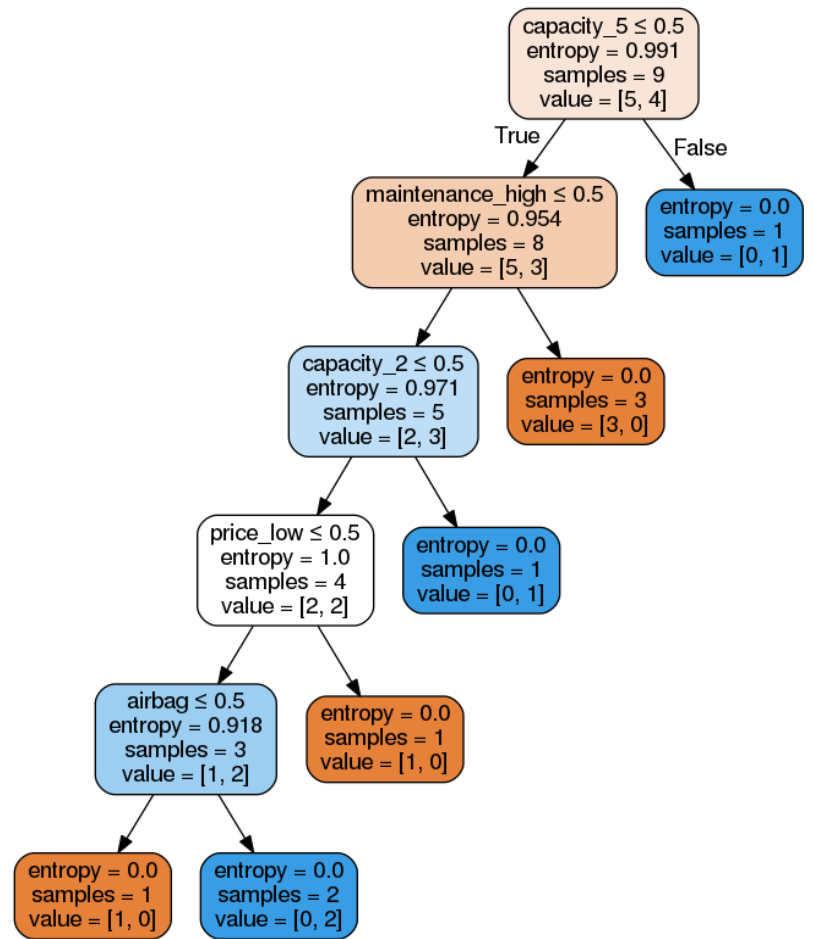 capacity_5 ≤ 0.5
entropy = 0.991
samples = 9
value = [5, 4]
True
False
maintenance_high ≤ 0.5
entropy = 0.954
samples = 8
value = [5, 3]
entropy = 0.0
samples = 1
value = [0, 1]
capacity_2 ≤ 0.5
entropy = 0.971
samples = 5
value = [2, 3]
entropy = 0.0
samples = 3
value = [3, 0]
price_low ≤ 0.5
entropy = 1.0
samples = 4
value = [2, 2]
entropy = 0.0
samples = 1
value = [0, 1]
airbag ≤ 0.5
entropy = 0.918
samples = 3
value = [1, 2]
entropy = 0.0
samples = 1
value = [1, 0]
entropy = 0.0
samples = 1
value = [1, 0]
entropy = 0.0
samples = 2
value = [0, 2]